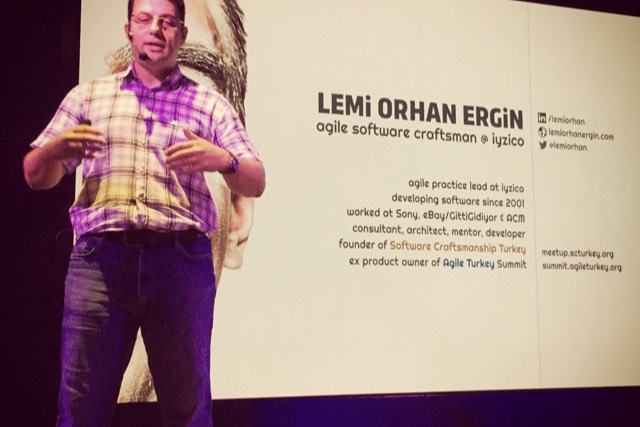 LEMi ORHAN ERGiN
agile software craftsman @ iyzico
/lemiorhan
lemiorhanergin.com
@lemiorhan
agile practice lead at iyzico
developing software since 2001
worked at Sony, eBay/GittiGidiyor & ACM
consultant, architect, mentor, developer
founder of Software Craftsmanship Turkey
ex product owner of Agile Turkey Summit
meetup.scturkey.org
summit.agileturkey.org